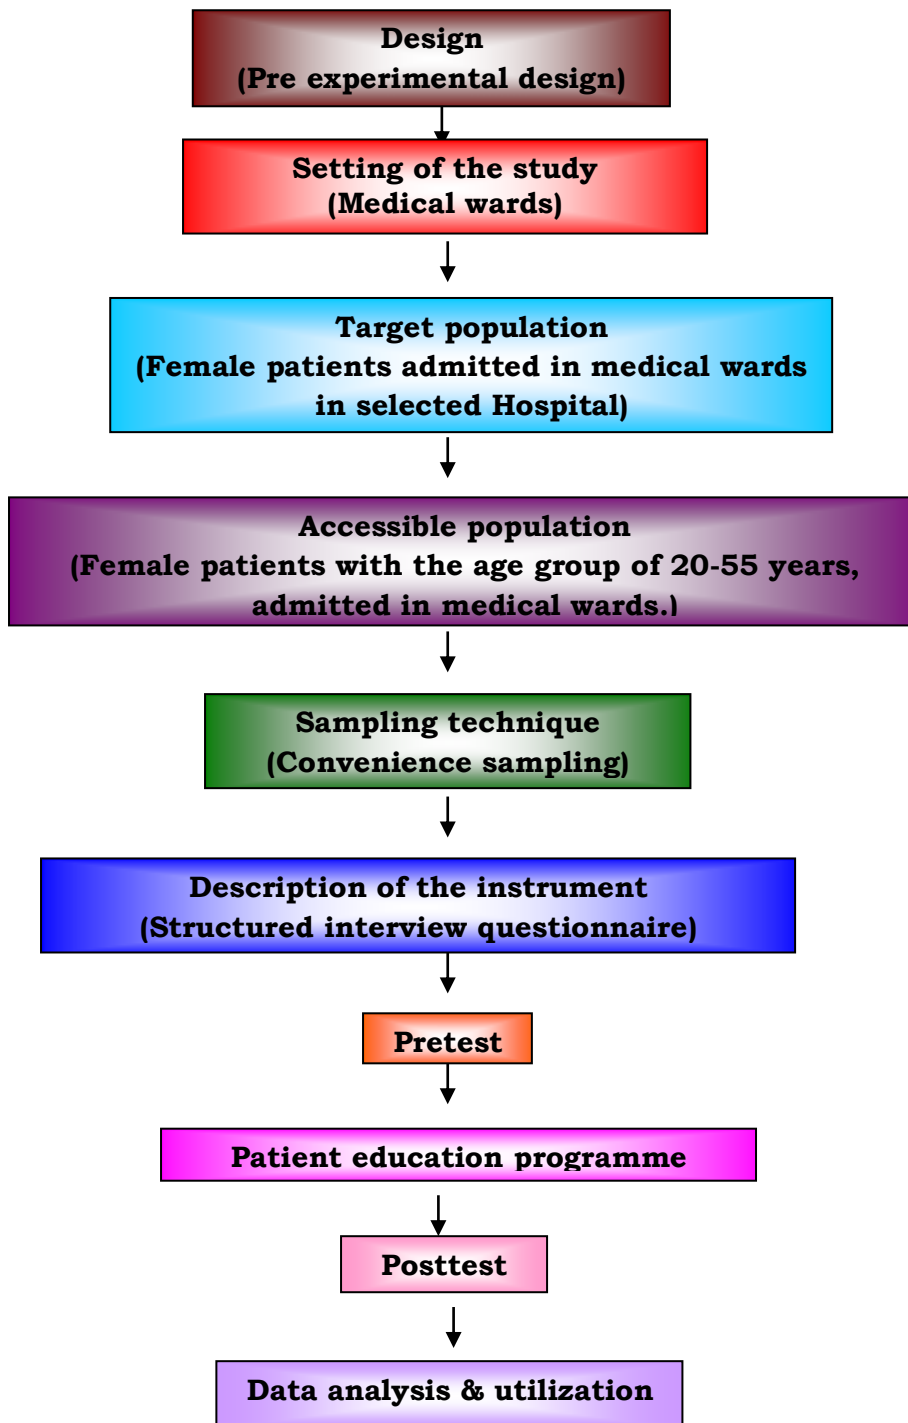 Design
(Pre experimental design)
Setting of the study
(Medical wards)
Target population
(Female patients admitted in medical wards
in selected Hospital)
Accessible population
(Female patients with the age group of 20-55 years,
admitted in medical wards.)
Sampling technique
(Convenience sampling)
Description of the instrument
(Structured interview questionnaire)
Pretest
Patient education programme
Posttest
Data analysis & utilization